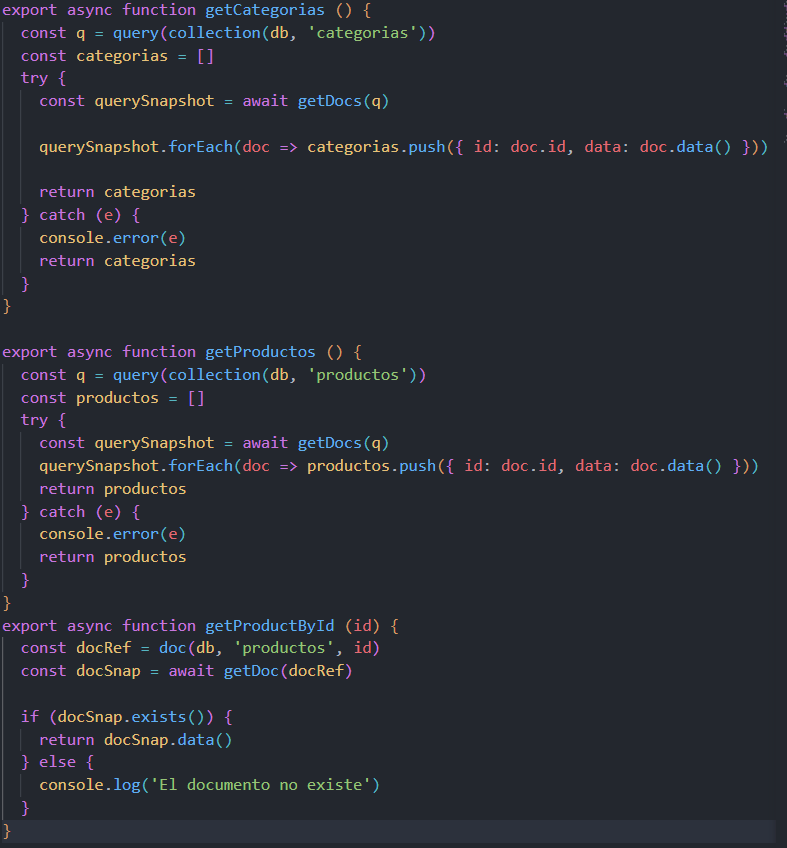 export async function getCategorias () {
  const q = query(collection(db, 'categorias'))
  const categorias = []
  try {
    const querySnapshot = await getDocs(q)

    querySnapshot.forEach(doc => categorias.push({ id: doc.id, data: doc.data() }))

    return categorias
  } catch (e) {
    console.error(e)
    return categorias
  }
}

export async function getProductos () {
  const q = query(collection(db, 'productos'))
  const productos = []
  try {
    const querySnapshot = await getDocs(q)
    querySnapshot.forEach(doc => productos.push({ id: doc.id, data: doc.data() }))
    return productos
  } catch (e) {
    console.error(e)
    return productos
  }
}
export async function getProductById (id) {
  const docRef = doc(db, 'productos', id)
  const docSnap = await getDoc(docRef)

  if (docSnap.exists()) {
    return docSnap.data()
  } else {
    console.log('El documento no existe')
  }
}